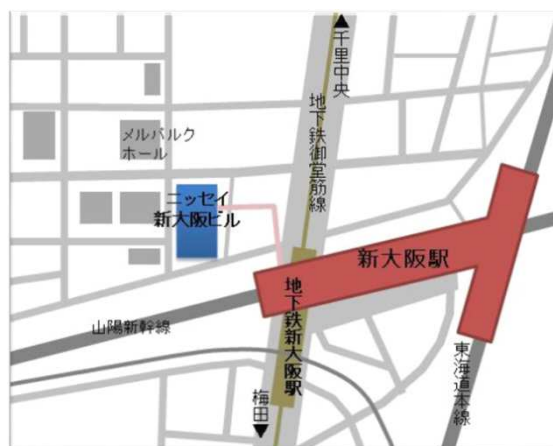 ▲千里中央
地下鉄御堂筋線
メルパルク
ホール
ニッセイ
新大阪ビル
新大阪駅
地下鉄新大阪駅
山陽新幹線
東海道本線
梅田▼